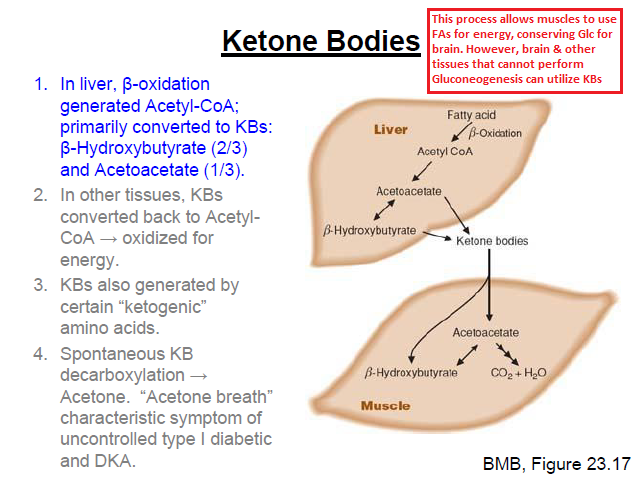 Ketone Bodies
This process allows muscles to use
FAs for energy, conserving Glc for
brain. However, brain & other
tissues that cannot perform
Gluconeogenesis can utilize KBs
1. In liver, β-oxidation
generated Acetyl-CoA;
primarily converted to KBs:
β-Hydroxybutyrate (2/3)
and Acetoacetate (1/3).
2. In other tissues, KBs
converted back to Acetyl-
CoA → oxidized for
energy.
3. KBs also generated by
certain “ketogenic”
amino acids.
4. Spontaneous KB
decarboxylation →
Acetone. “Acetone breath”
characteristic symptom of
uncontrolled type I diabetic
and DKA.
Fatty acid
Liver
β-Oxidation
Acetyl CoA
Acetoacetate
β-Hydroxybutyrate
Ketone bodies
Acetoacetate
β-Hydroxybutyrate
CO₂ + H₂O
Muscle
BMB, Figure 23.17